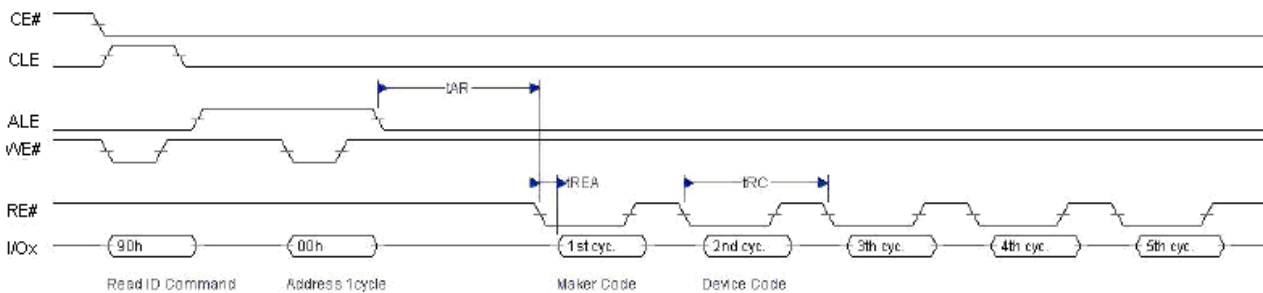 CE#
CLE
tAR
ALE
WE#
tREA
tRC
RE#
I/Ox
90h
00h
1st cyc.
2nd cyc.
3th cyc.
4th cyc.
5th cyc.
Read ID Command
Address 1cycle
Maker Code
Device Code